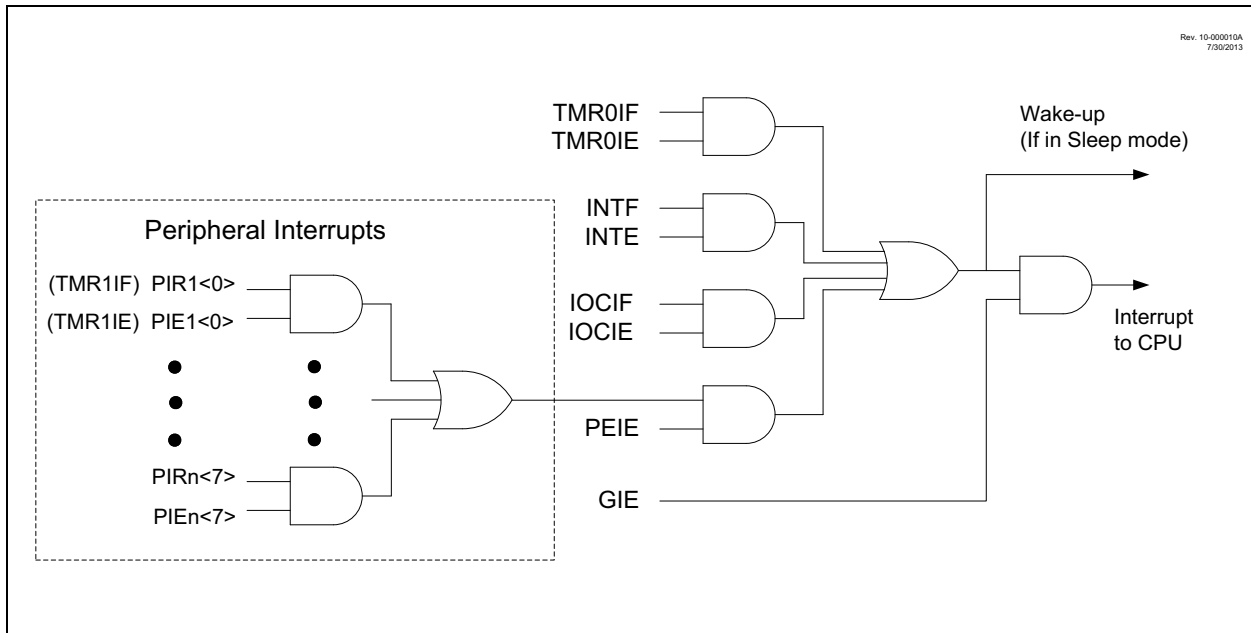 Rev. 10-000010A
7/30/2013
TMR0IF
TMR0IE
Wake-up
(If in Sleep mode)
INTF
INTE
Peripheral Interrupts
(TMR1IF) PIR1<0>
(TMR1IE) PIE1<0>
IOCIF
IOCIE
Interrupt
to CPU
PEIE
PIRn<7>
PIEn<7>
GIE